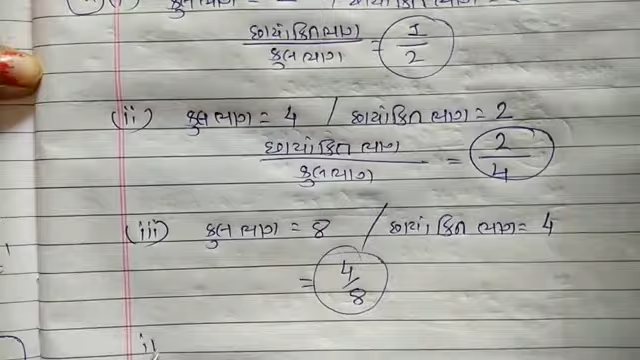 (i) કુલ ભાગ = / છાયાંકિત ભાગ =
છાયાંકિત ભાગ / કુલ ભાગ = 1/2
(ii) કુલ ભાગ = 4 / છાયાંકિત ભાગ = 2
છાયાંકિત ભાગ / કુલ ભાગ = 2/4
(iii) કુલ ભાગ = 8 / છાયાંકિત ભાગ = 4
= 4/8